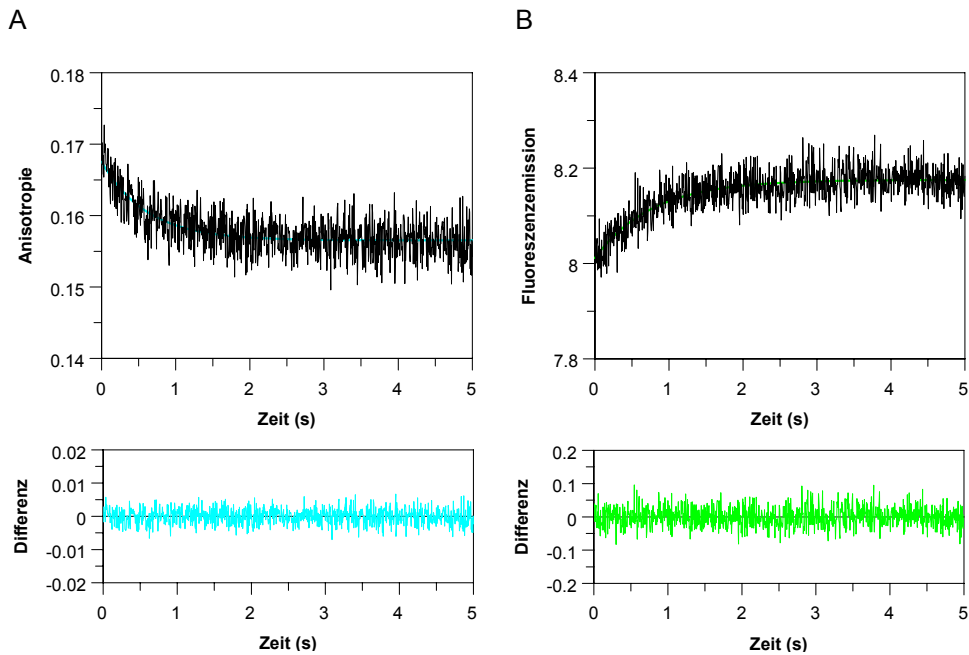 A
0.18
0.17
0.16
0.15
0.14
Anisotropie
0 1 2 3 4 5
Zeit (s)
0.02
0.01
0
-0.01
-0.02
Differenz
0 1 2 3 4 5
Zeit (s)
B
8.4
8.2
8
7.8
Fluoreszenzemission
0 1 2 3 4 5
Zeit (s)
0.2
0.1
0
-0.1
-0.2
Differenz
0 1 2 3 4 5
Zeit (s)